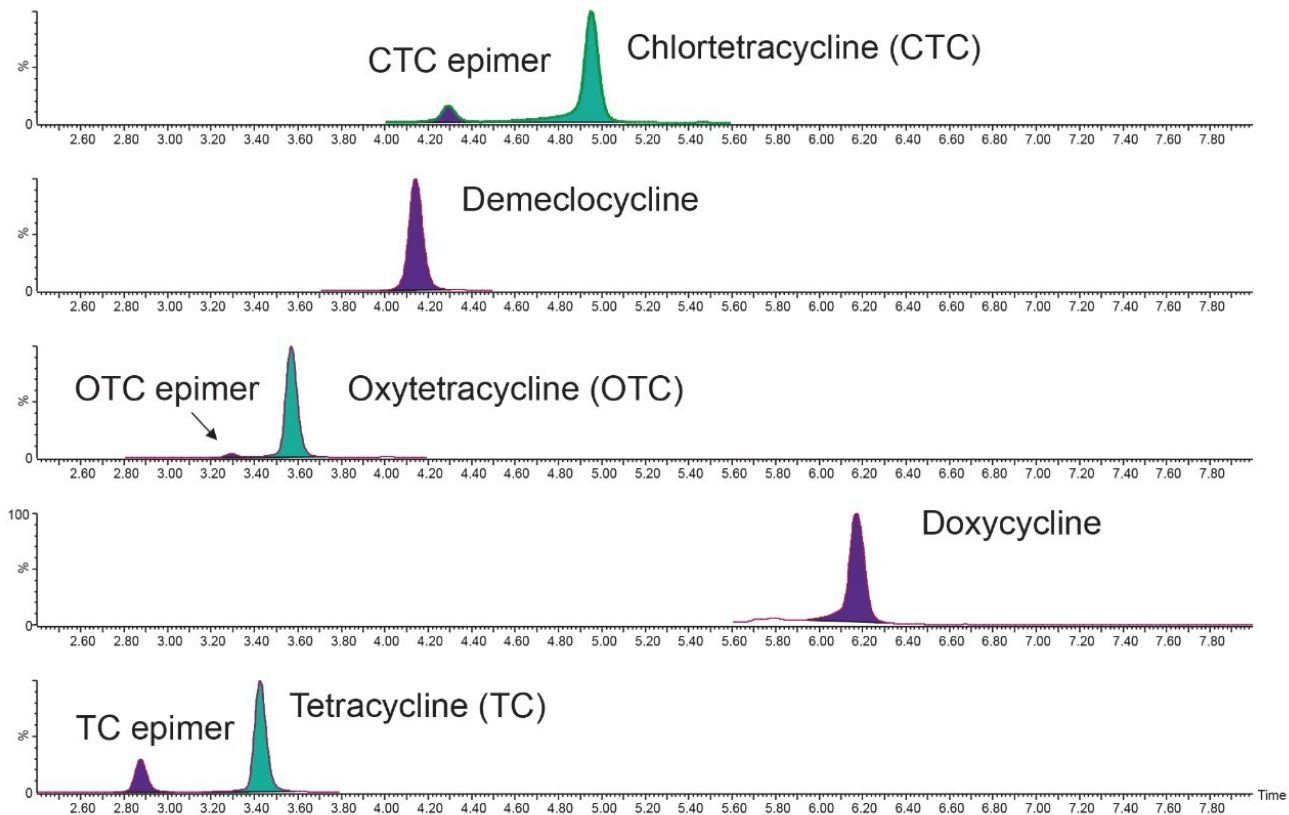 CTC epimer
Chlortetracycline (CTC)
%
0
2.60 2.80 3.00 3.20 3.40 3.60 3.80 4.00 4.20 4.40 4.60 4.80 5.00 5.20 5.40 5.60 5.80 6.00 6.20 6.40 6.60 6.80 7.00 7.20 7.40 7.60 7.80
Demeclocycline
%
0
2.60 2.80 3.00 3.20 3.40 3.60 3.80 4.00 4.20 4.40 4.60 4.80 5.00 5.20 5.40 5.60 5.80 6.00 6.20 6.40 6.60 6.80 7.00 7.20 7.40 7.60 7.80
OTC epimer
Oxytetracycline (OTC)
%
0
2.60 2.80 3.00 3.20 3.40 3.60 3.80 4.00 4.20 4.40 4.60 4.80 5.00 5.20 5.40 5.60 5.80 6.00 6.20 6.40 6.60 6.80 7.00 7.20 7.40 7.60 7.80
100
Doxycycline
%
0
2.60 2.80 3.00 3.20 3.40 3.60 3.80 4.00 4.20 4.40 4.60 4.80 5.00 5.20 5.40 5.60 5.80 6.00 6.20 6.40 6.60 6.80 7.00 7.20 7.40 7.60 7.80
TC epimer
Tetracycline (TC)
%
0
Time
2.60 2.80 3.00 3.20 3.40 3.60 3.80 4.00 4.20 4.40 4.60 4.80 5.00 5.20 5.40 5.60 5.80 6.00 6.20 6.40 6.60 6.80 7.00 7.20 7.40 7.60 7.80